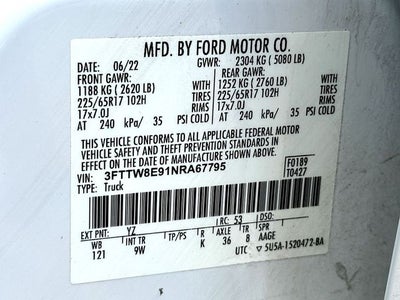 MFD. BY FORD MOTOR CO.
DATE: 06/22 GVWR: 2304 KG ( 5080 LB)
FRONT GAWR: REAR GAWR:
1188 KG ( 2620 LB) 1252 KG ( 2760 LB)
225/65R17 102H TIRES 225/65R17 102H TIRES
17x7.0J RIMS 17x7.0J RIMS
AT 240 kPa/ 35 PSI COLD AT 240 kPa/ 35 PSI COLD
THIS VEHICLE CONFORMS TO ALL APPLICABLE FEDERAL MOTOR
VEHICLE SAFETY AND THEFT PREVENTION STANDARDS IN EFFECT
ON THE DATE OF MANUFACTURE SHOWN ABOVE.
VIN: 3FTTW8E91NRA67795 F0189
TYPE: Truck T0427
EXT PNT: YZ RC: 53 DSO:
WB INT TR TP/PS R AXLE TR SPR
121 9W K 36 8 AAGE
UTC ▽5U5A-1520472-BA